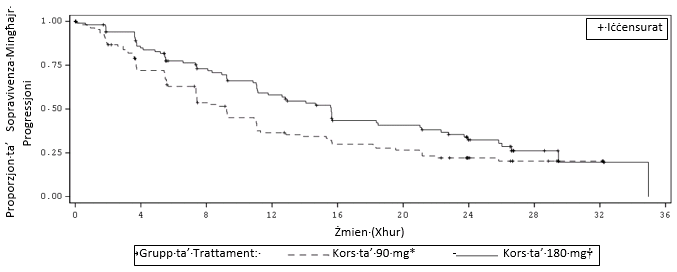 Proporzjon·ta’ Sopravivenza·Mingħajr·
Progressjoni
+·Iċċensurat
1.00
0.75
0.50
0.25
0.00
0 4 8 12 16 20 24 28 32 36
Żmien·(Xhur)
Grupp·ta’·Trattament:· Kors·ta’·90·mg* Kors·ta’·180·mg†